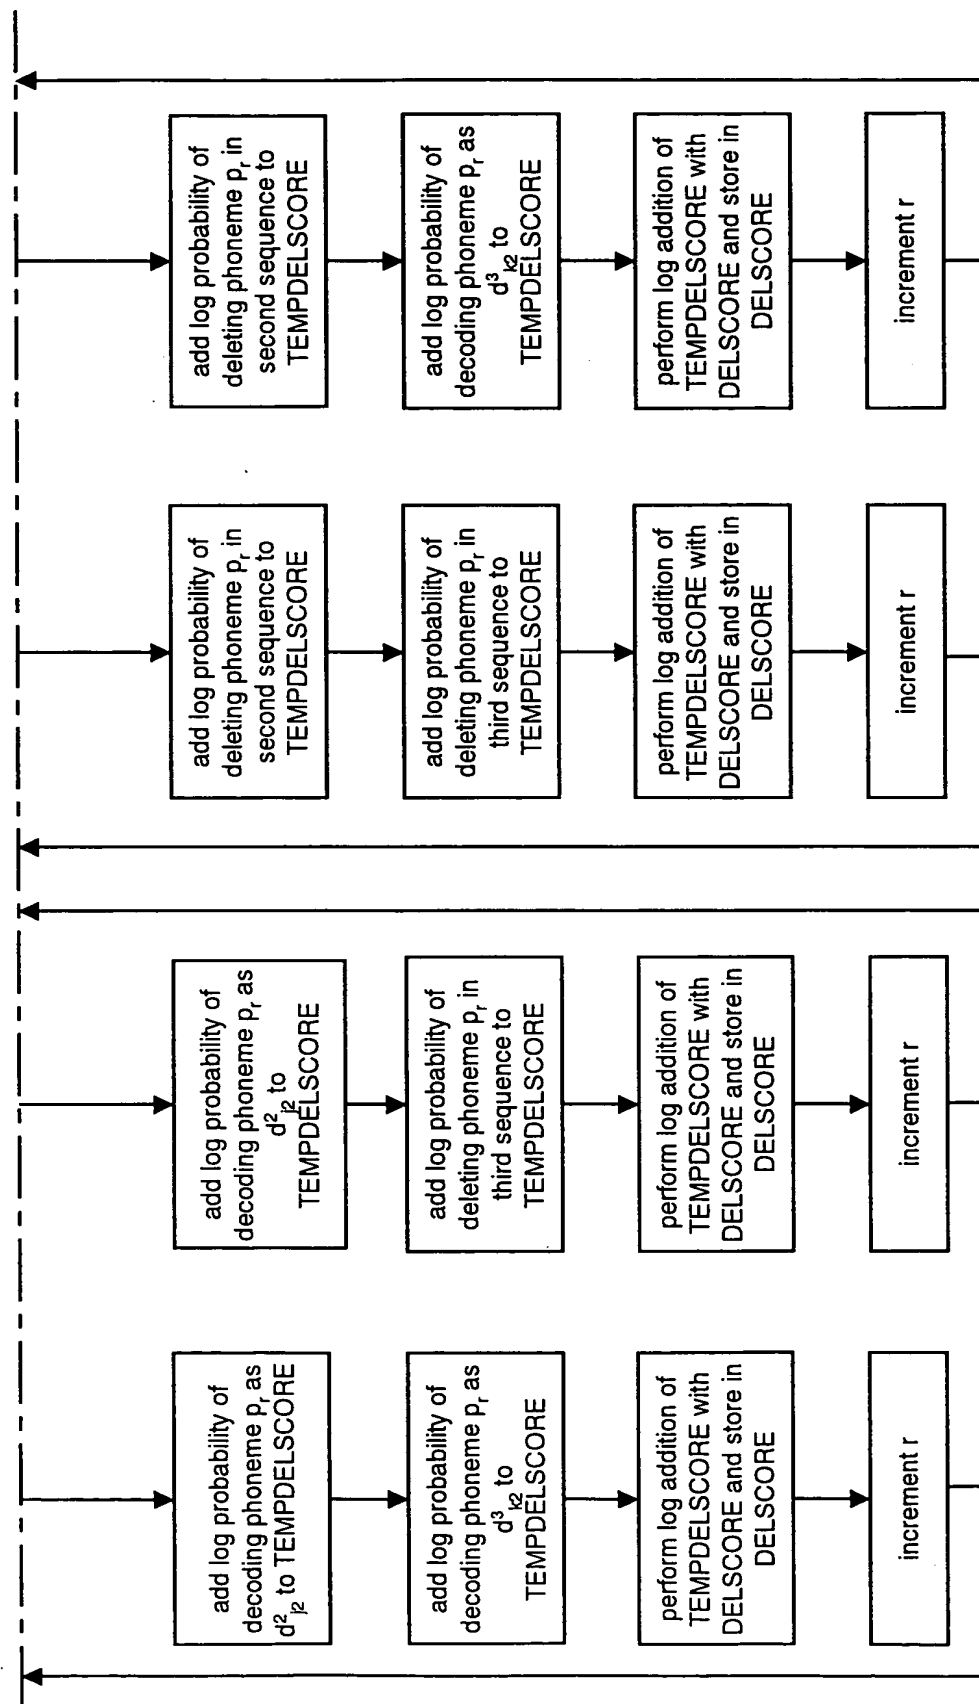 add log probability of
decoding phoneme p_r as
d²_j2 to TEMPDELSCORE
add log probability of
decoding phoneme p_r as
d³_k2 to
TEMPDELSCORE
perform log addition of
TEMPDELSCORE with
DELSCORE and store in
DELSCORE
increment r
add log probability of
decoding phoneme p_r as
d²_j2 to
TEMPDELSCORE
add log probability of
deleting phoneme p_r in
third sequence to
TEMPDELSCORE
perform log addition of
TEMPDELSCORE with
DELSCORE and store in
DELSCORE
increment r
add log probability of
deleting phoneme p_r in
second sequence to
TEMPDELSCORE
add log probability of
deleting phoneme p_r in
third sequence to
TEMPDELSCORE
perform log addition of
TEMPDELSCORE with
DELSCORE and store in
DELSCORE
increment r
add log probability of
deleting phoneme p_r in
second sequence to
TEMPDELSCORE
add log probability of
decoding phoneme p_r as
d³_k2 to
TEMPDELSCORE
perform log addition of
TEMPDELSCORE with
DELSCORE and store in
DELSCORE
increment r